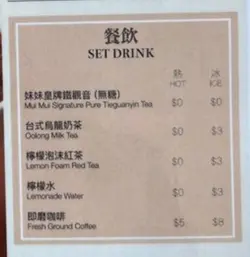 餐飲
SET DRINK
熱 冰
HOT ICE
妹妹皇牌鐵觀音 (無糖)
Mui Mui Signature Pure Tieguanyin Tea $0 $0
台式烏龍奶茶
Oolong Milk Tea $0 $3
檸檬泡沫紅茶
Lemon Foam Red Tea $0 $3
檸檬水
Lemonade Water $0 $3
即磨咖啡
Fresh Ground Coffee $5 $8